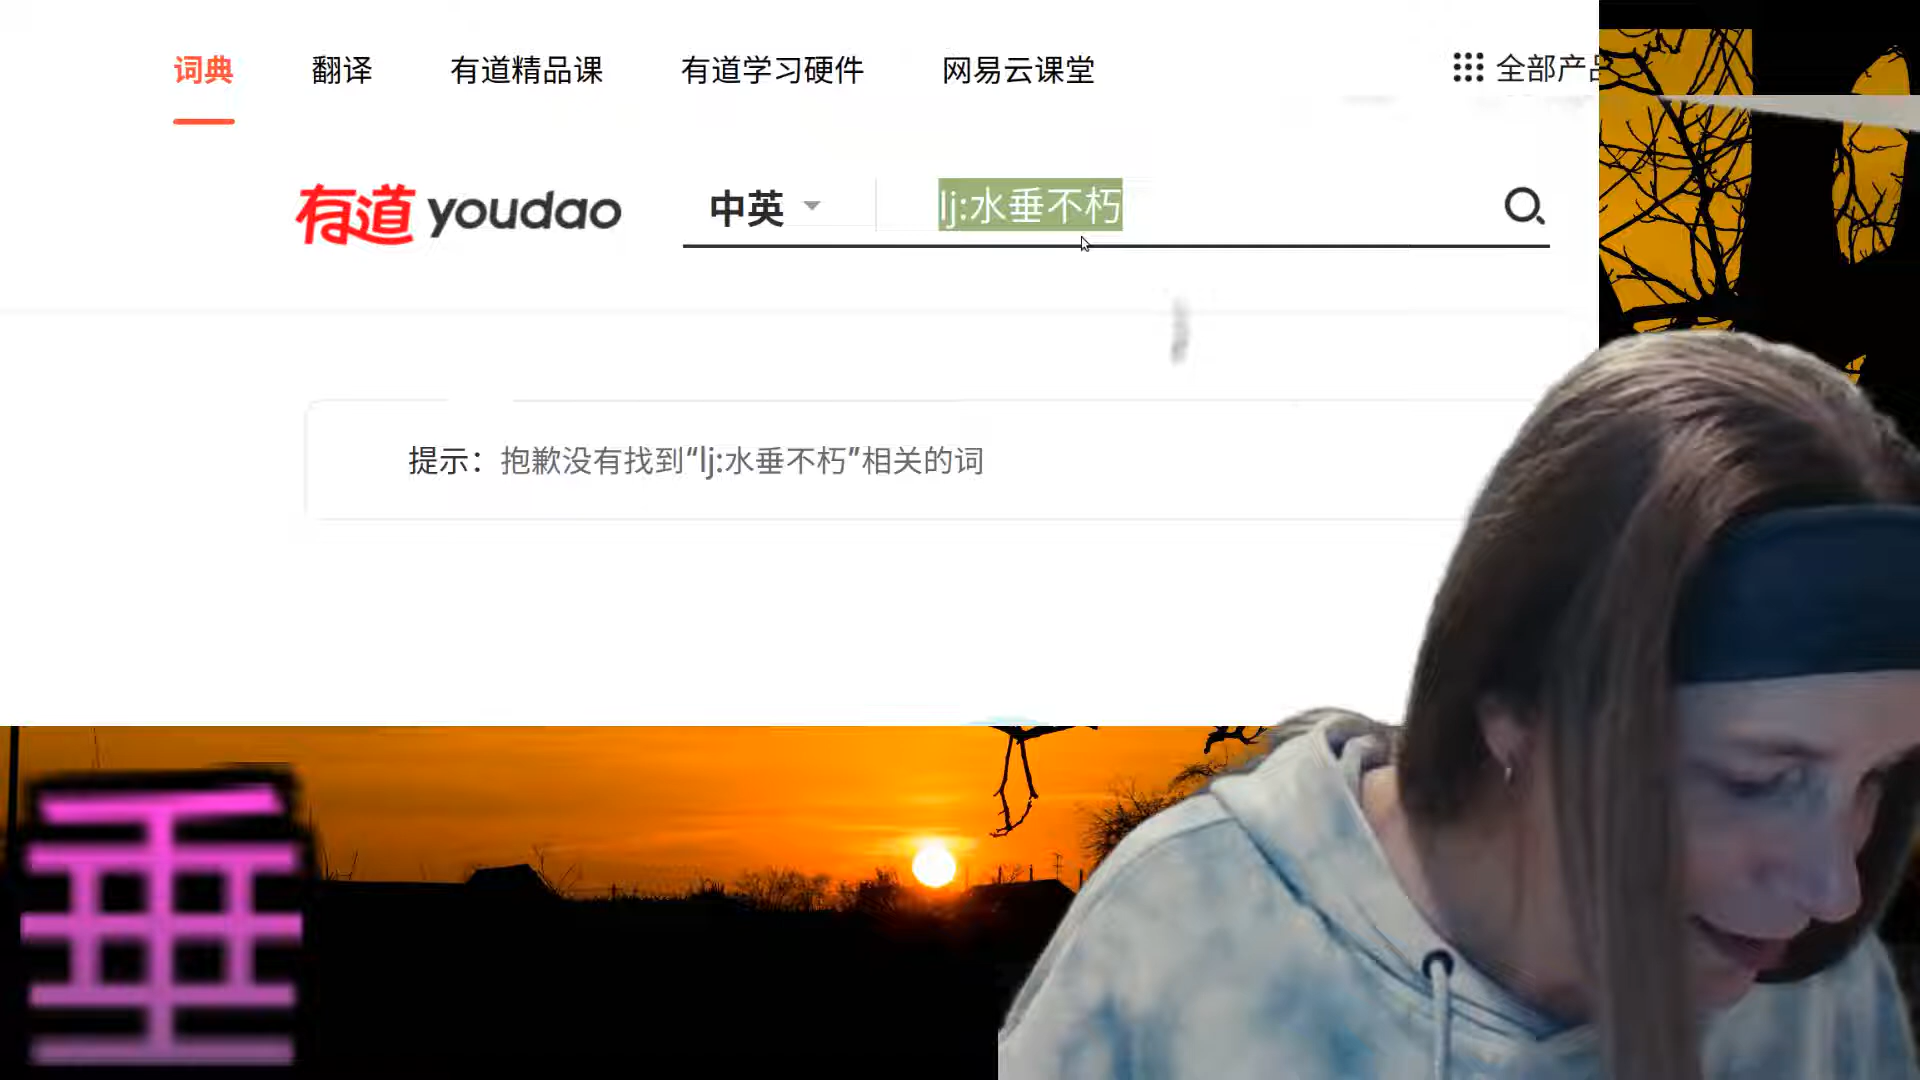 词典 翻译 有道精品课 有道学习硬件 网易云课堂 全部产品
有道 youdao 中英 lj:水垂不朽
提示：抱歉没有找到“lj:水垂不朽”相关的词
垂